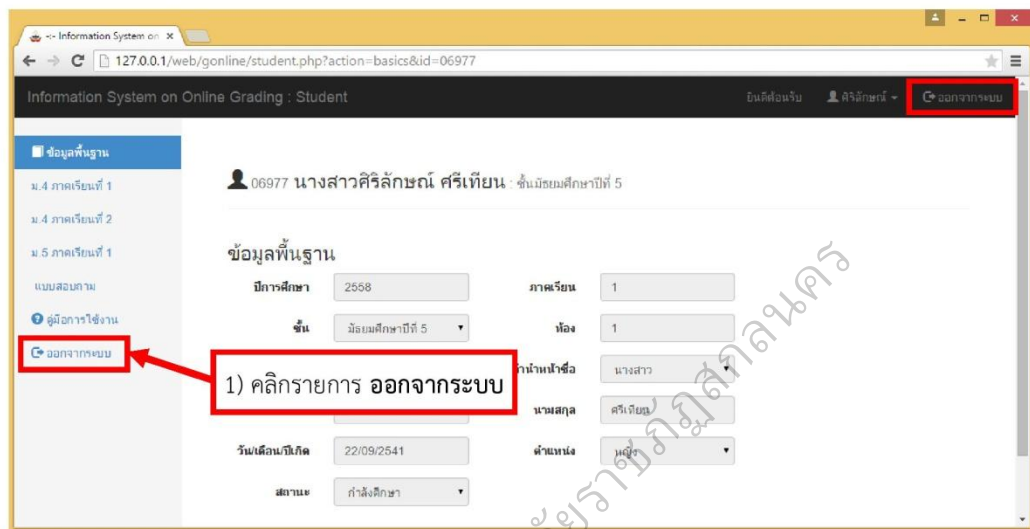 -:- Information System on
127.0.0.1/web/gonline/student.php?action=basics&id=06977
Information System on Online Grading : Student
ยินดีต้อนรับ ศิริลักษณ์ ออกจากระบบ
ข้อมูลพื้นฐาน
ม.4 ภาคเรียนที่ 1
ม.4 ภาคเรียนที่ 2
ม.5 ภาคเรียนที่ 1
แบบสอบถาม
คู่มือการใช้งาน
ออกจากระบบ
06977 นางสาวศิริลักษณ์ ศรีเทียน : ชั้นมัธยมศึกษาปีที่ 5
ข้อมูลพื้นฐาน
ปีการศึกษา 2558 ภาคเรียน 1
ชั้น มัธยมศึกษาปีที่ 5 ห้อง 1
1) คลิกรายการ ออกจากระบบ
นางสาว
นามสกุล ศรีเทียน
วัน/เดือน/ปีเกิด 22/09/2541 ตำแหน่ง หญิง
สถานะ กำลังศึกษา